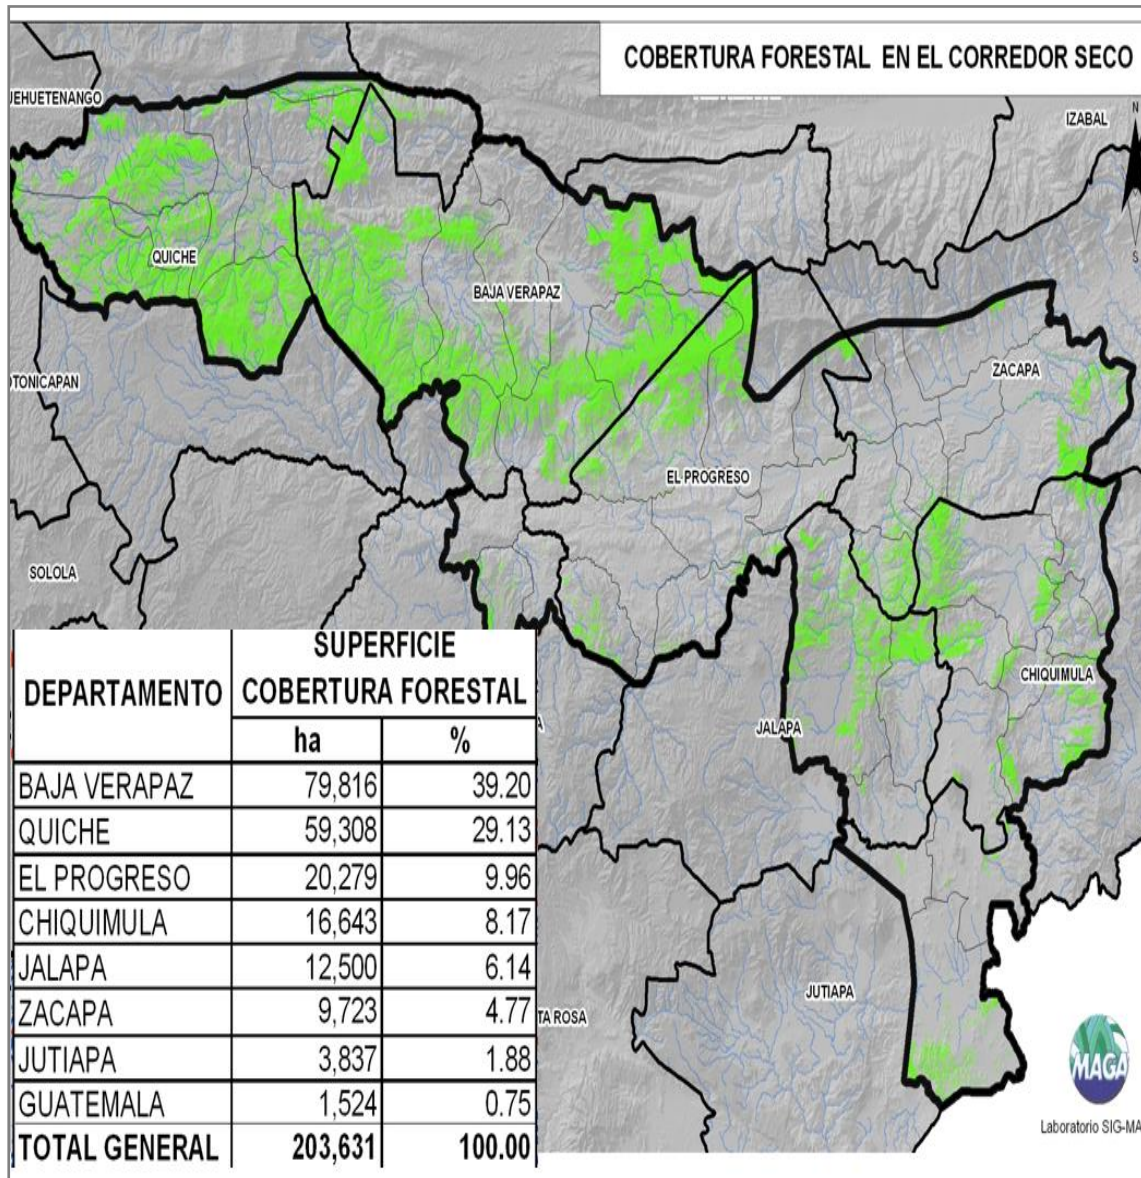 COBERTURA FORESTAL EN EL CORREDOR SECO
N
IZABAL
S
QUICHE
BAJA VERAPAZ
ZACAPA
EL PROGRESO
SOLOLA
CHIQUIMULA
JALAPA
JUTIAPA
TA ROSA
DEPARTAMENTO
SUPERFICIE
COBERTURA FORESTAL
ha %
BAJA VERAPAZ 79,816 39.20
QUICHE 59,308 29.13
EL PROGRESO 20,279 9.96
CHIQUIMULA 16,643 8.17
JALAPA 12,500 6.14
ZACAPA 9,723 4.77
JUTIAPA 3,837 1.88
GUATEMALA 1,524 0.75
TOTAL GENERAL 203,631 100.00
MAGA
Laboratorio SIG-MA